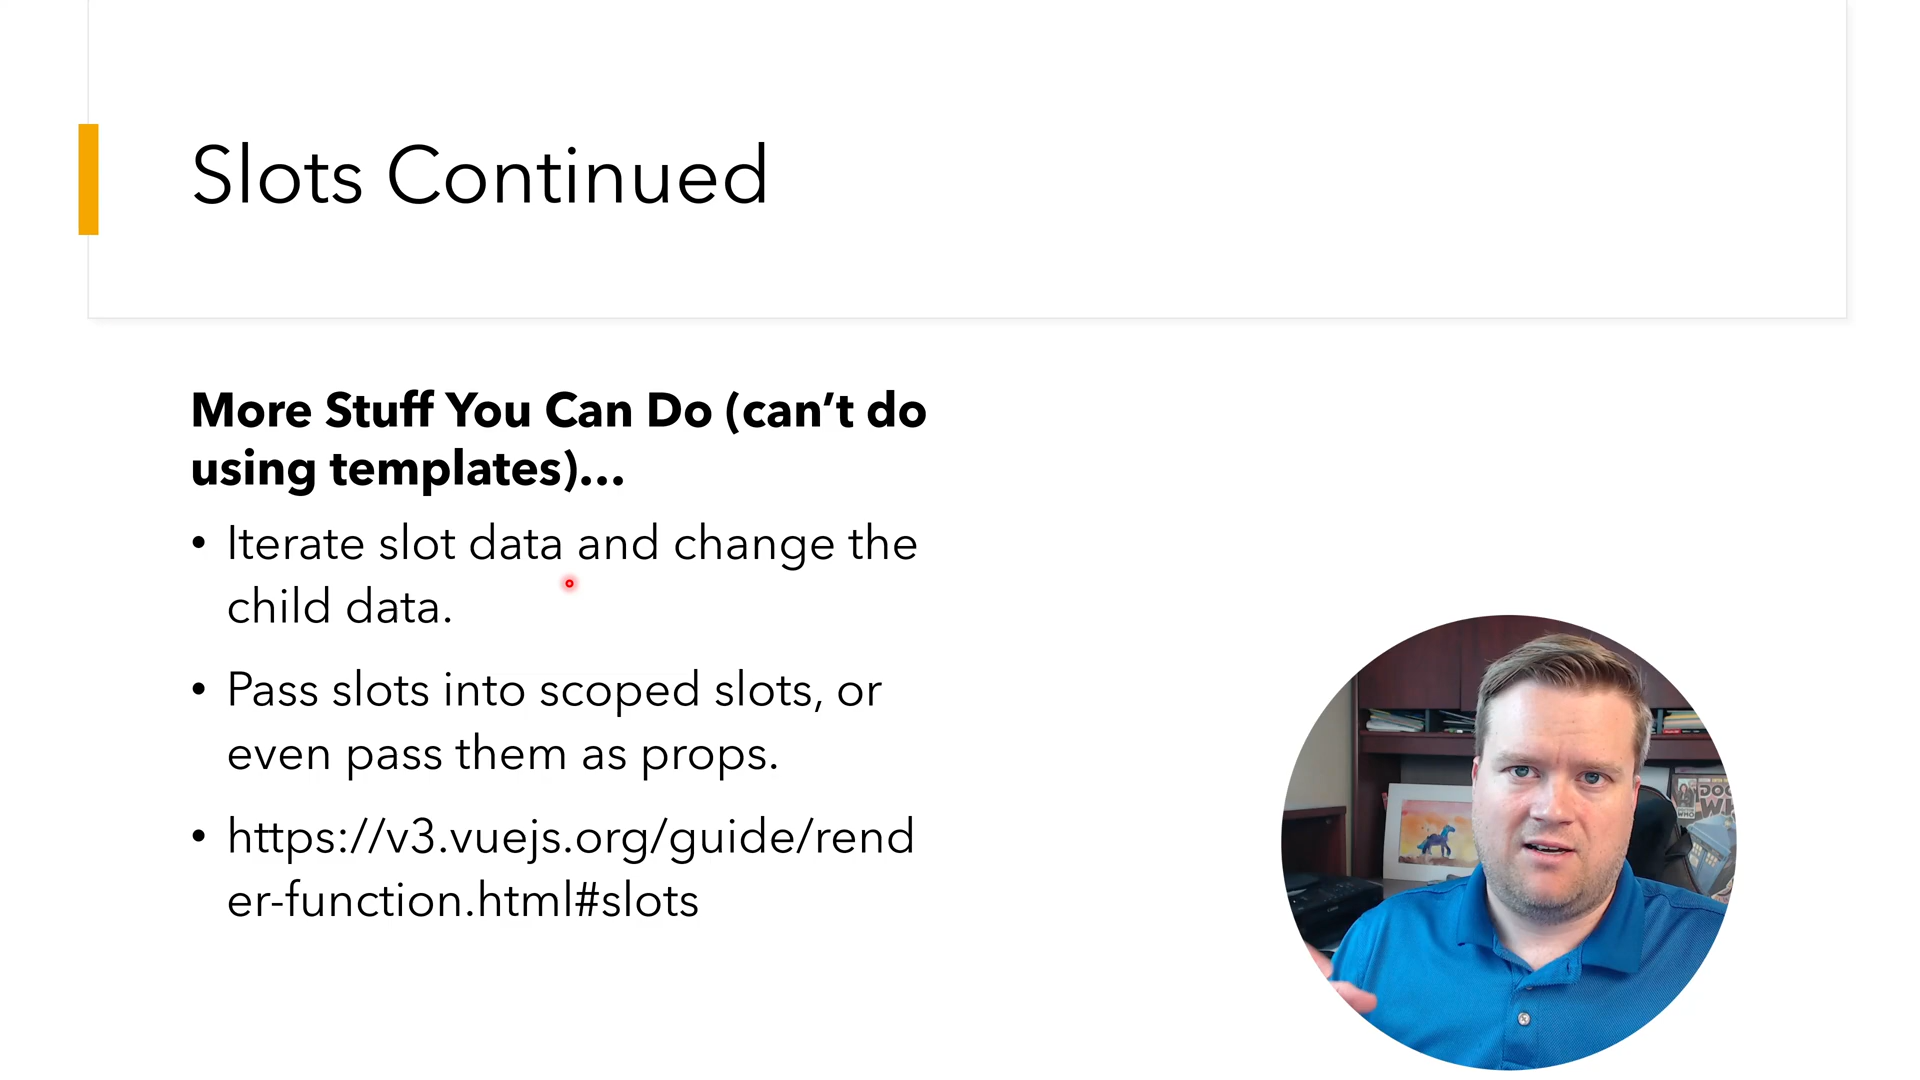 Slots Continued
More Stuff You Can Do (can’t do
using templates)…
• Iterate slot data and change the
child data.
• Pass slots into scoped slots, or
even pass them as props.
• https://v3.vuejs.org/guide/rend
er-function.html#slots